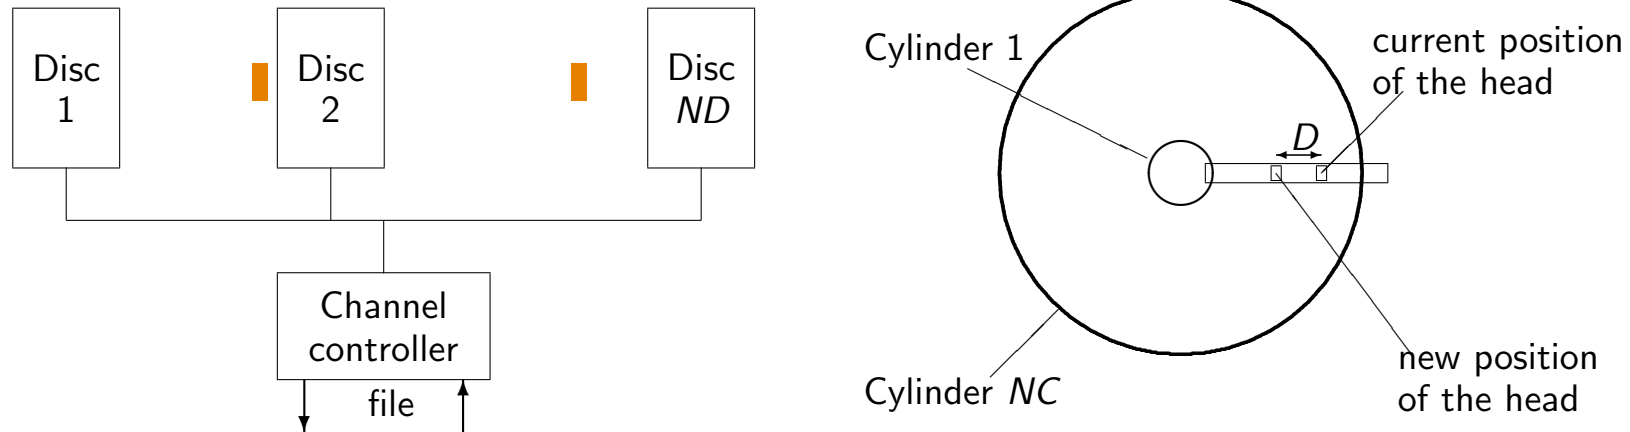 Disc
1
Disc
2
Disc
ND
Channel
controller
file
Cylinder 1
current position
of the head
D
new position
of the head
Cylinder NC